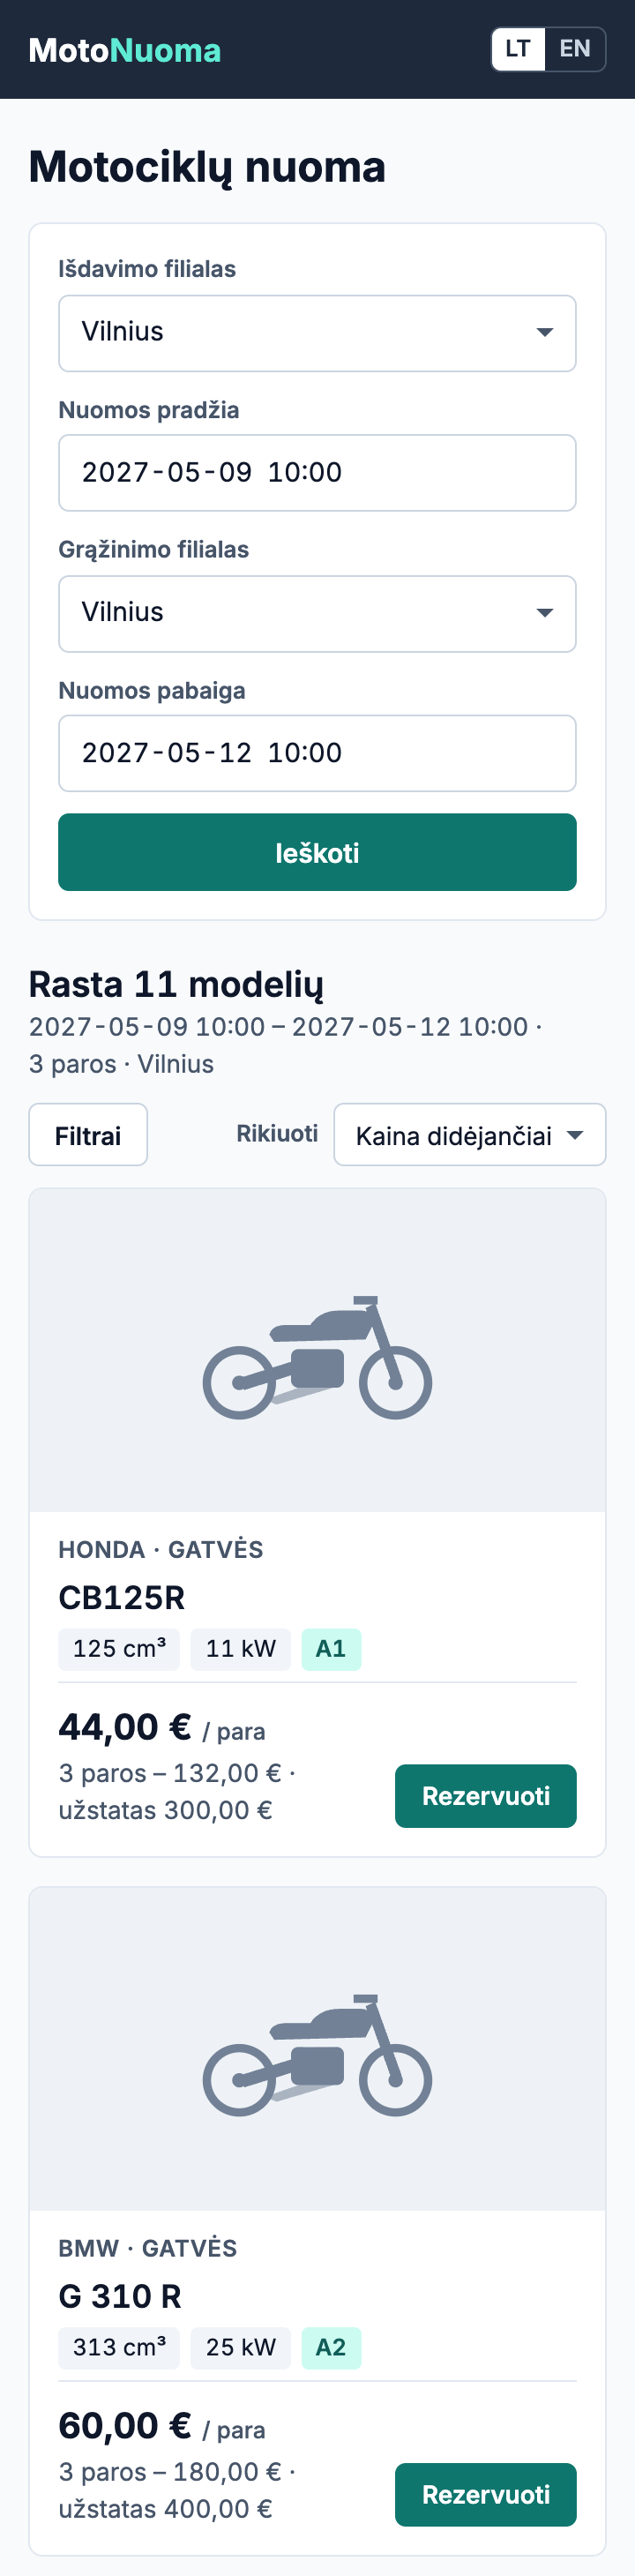 MotoNuoma
LT EN
Motociklų nuoma
Išdavimo filialas
Vilnius
Nuomos pradžia
2027-05-09 10:00
Grąžinimo filialas
Vilnius
Nuomos pabaiga
2027-05-12 10:00
Ieškoti
Rasta 11 modelių
2027-05-09 10:00 – 2027-05-12 10:00 ·
3 paros · Vilnius
Filtrai Rikiuoti Kaina didėjančiai
HONDA · GATVĖS
CB125R
125 cm³ 11 kW A1
44,00 € / para
3 paros – 132,00 € ·
užstatas 300,00 €
Rezervuoti
BMW · GATVĖS
G 310 R
313 cm³ 25 kW A2
60,00 € / para
3 paros – 180,00 € ·
užstatas 400,00 €
Rezervuoti